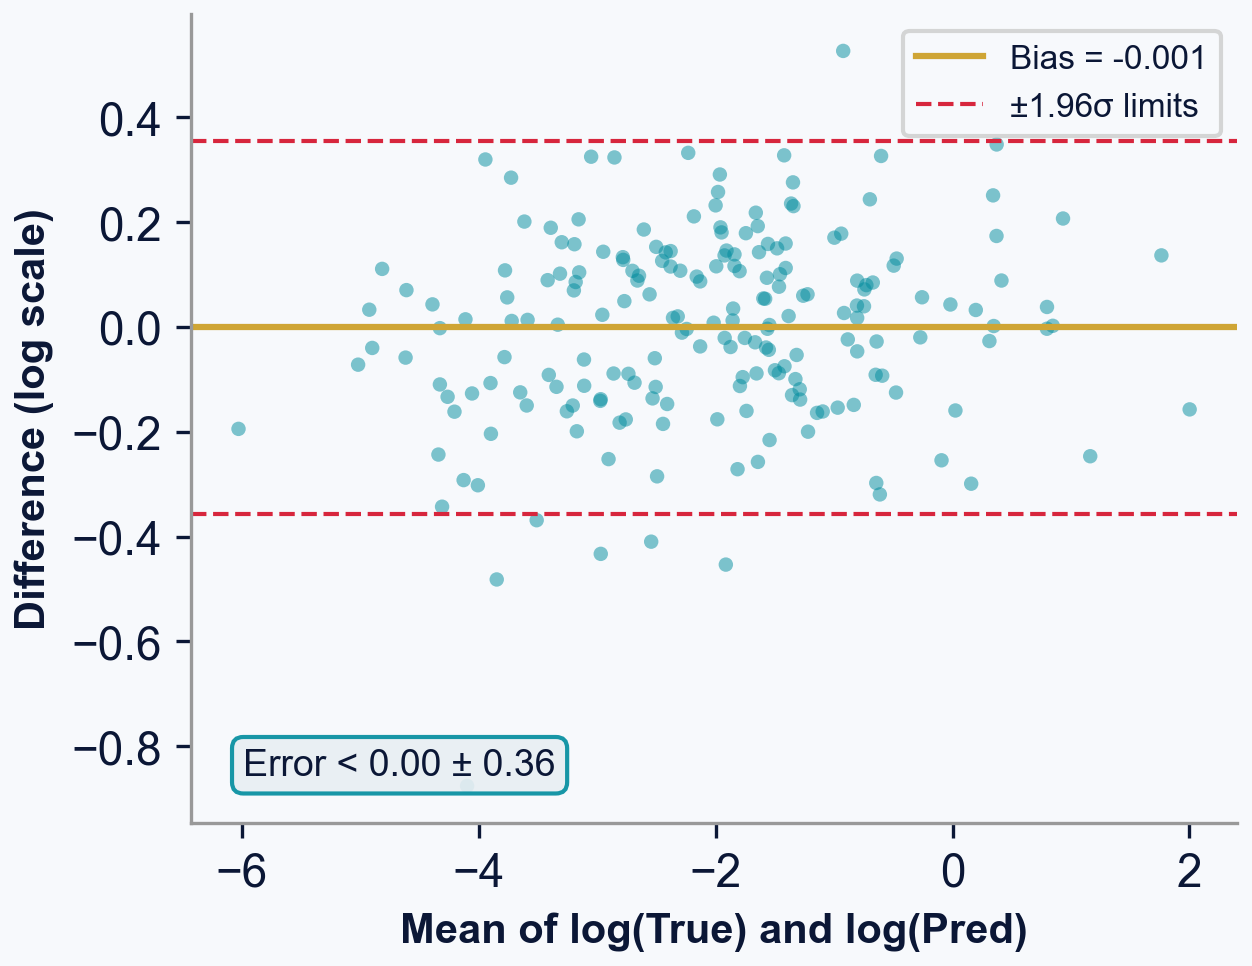 Bias = -0.001
±1.96σ limits
0.4
0.2
0.0
−0.2
−0.4
−0.6
−0.8
Difference (log scale)
Error < 0.00 ± 0.36
−6
−4
−2
0
2
Mean of log(True) and log(Pred)